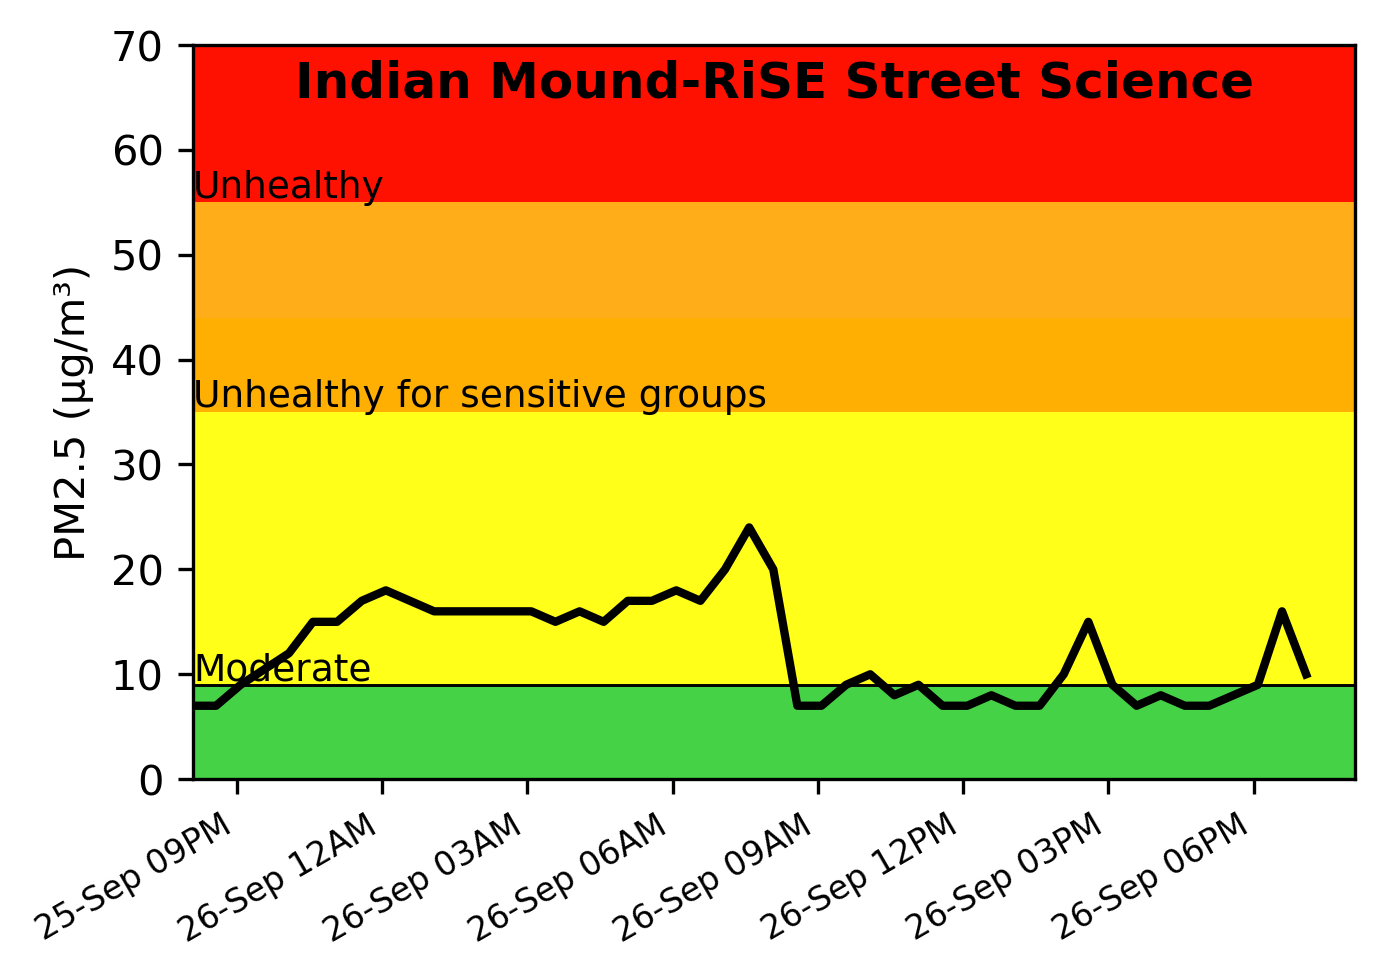 Indian Mound-RiSE Street Science
PM2.5 (µg/m³)
70
60
50
40
30
20
10
0
Unhealthy
Unhealthy for sensitive groups
Moderate
25-Sep 09PM
26-Sep 12AM
26-Sep 03AM
26-Sep 06AM
26-Sep 09AM
26-Sep 12PM
26-Sep 03PM
26-Sep 06PM